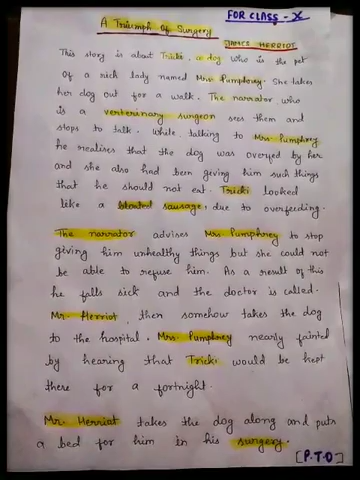 FOR CLASS - X
A Triumph of Surgery
JAMES HERRIOT
This story is about Tricki, a dog who is the pet
of a rich lady named Mrs. Pumphrey. She takes
her dog out for a walk. The narrator who
is a verterinary surgeon sees them and
stops to talk. While talking to Mrs. Pumphrey
he realises that the dog was overfed by her
and she also had been giving him such things
that he should not eat. Tricki looked
like a bloated sausage, due to overfeeding.
The narrator advises Mrs. Pumphrey to stop
giving him unhealthy things but she could not
be able to refuse him. As a result of this
he falls sick and the doctor is called.
Mr. Herriot, then somehow takes the dog
to the hospital. Mrs. Pumphrey nearly fainted
by hearing that Tricki would be kept
there for a fortnight.
Mr. Herriot takes the dog along and puts
a bed for him in his surgery.
[P.T.O]